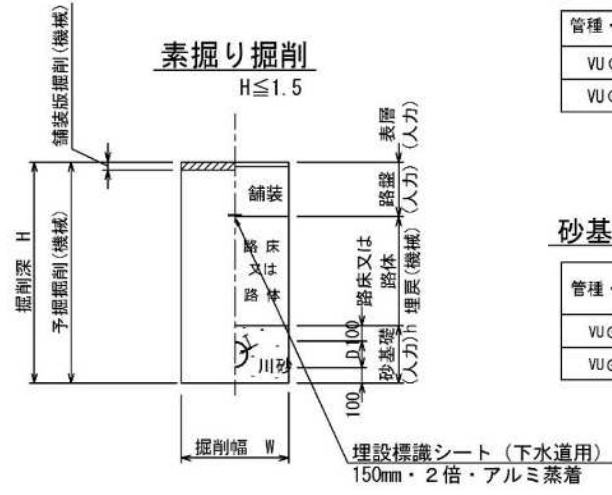 素掘り掘削
H≦1.5
舗装版掘削(機械)
掘削深 H
予掘掘削(機械)
舗装
路 床
又は
路 体
川砂
表層
(人力)
路盤
(人力)
路床又は
路体
埋戻(機械)
100
D
100
砂基礎
(人力)h
掘削幅 W
埋設標識シート (下水道用)
150mm・2倍・アルミ蒸着
管種・
VU
VU
砂基
管種・
VU
VU